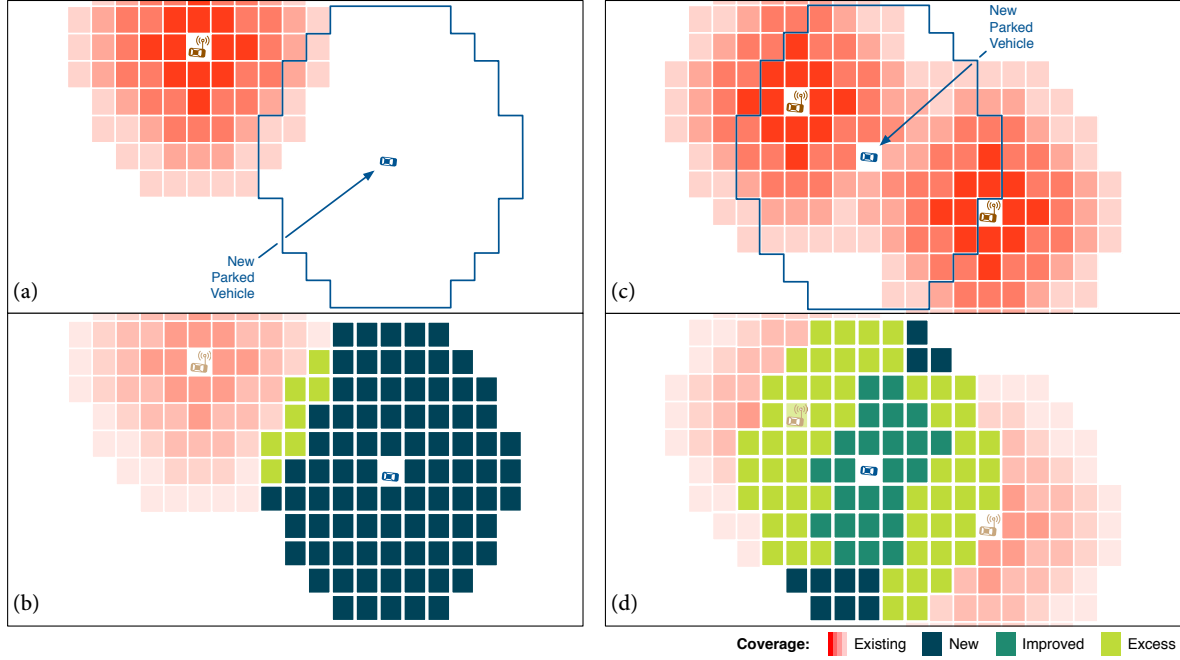 New
Parked
Vehicle
(a)
New
Parked
Vehicle
(c)
(b)
(d)
Coverage: Existing New Improved Excess